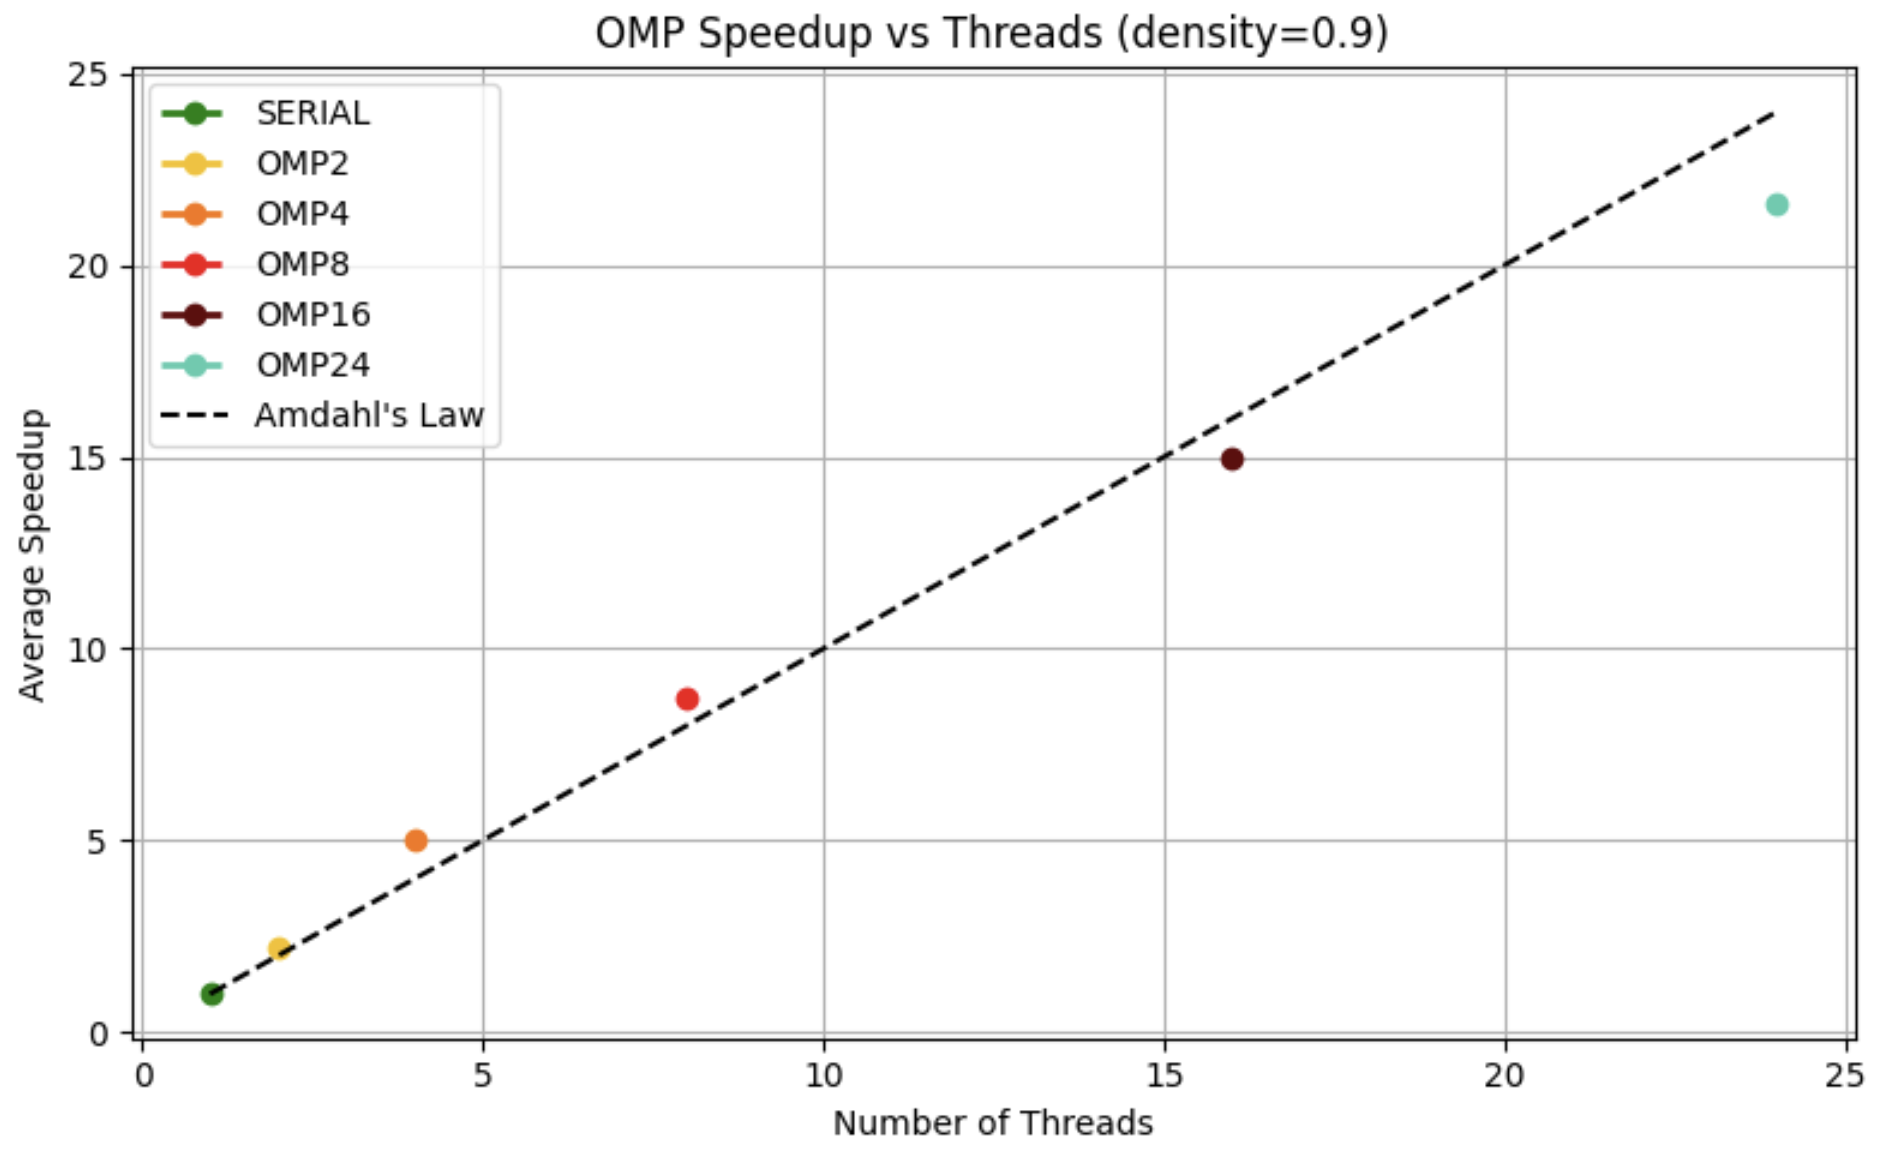 OMP Speedup vs Threads (density=0.9)
25
20
15
10
5
0
Average Speedup
SERIAL
OMP2
OMP4
OMP8
OMP16
OMP24
Amdahl's Law
0 5 10 15 20 25
Number of Threads